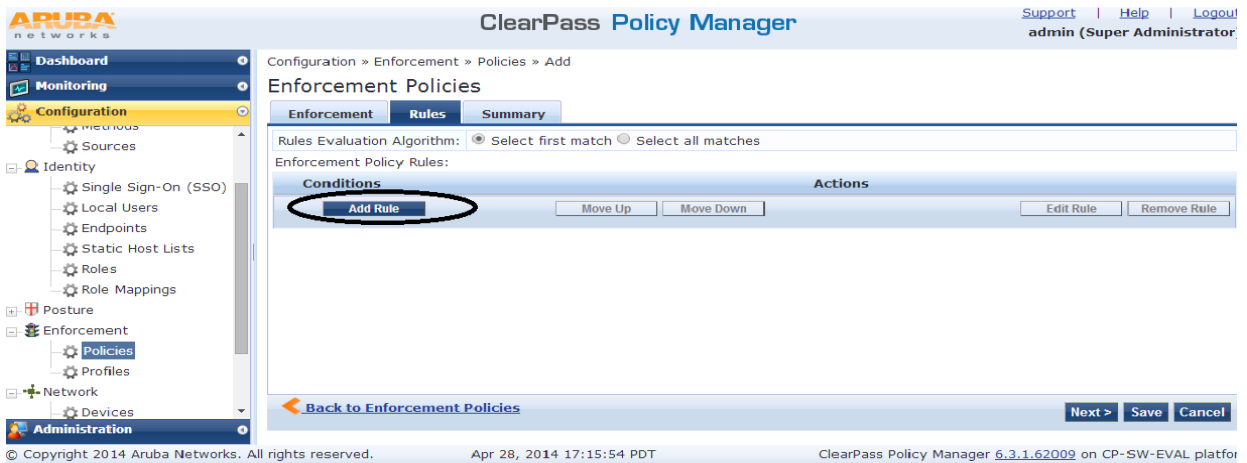 ARUBA
networks
ClearPass Policy Manager
Support | Help | Logout
admin (Super Administrator)
Dashboard
Monitoring
Configuration
Methods
Sources
Identity
Single Sign-On (SSO)
Local Users
Endpoints
Static Host Lists
Roles
Role Mappings
Posture
Enforcement
Policies
Profiles
Network
Devices
Administration
Configuration » Enforcement » Policies » Add
Enforcement Policies
Enforcement Rules Summary
Rules Evaluation Algorithm: Select first match Select all matches
Enforcement Policy Rules:
Conditions Actions
Add Rule Move Up Move Down Edit Rule Remove Rule
Back to Enforcement Policies
Next > Save Cancel
© Copyright 2014 Aruba Networks. All rights reserved. Apr 28, 2014 17:15:54 PDT ClearPass Policy Manager 6.3.1.62009 on CP-SW-EVAL platfor